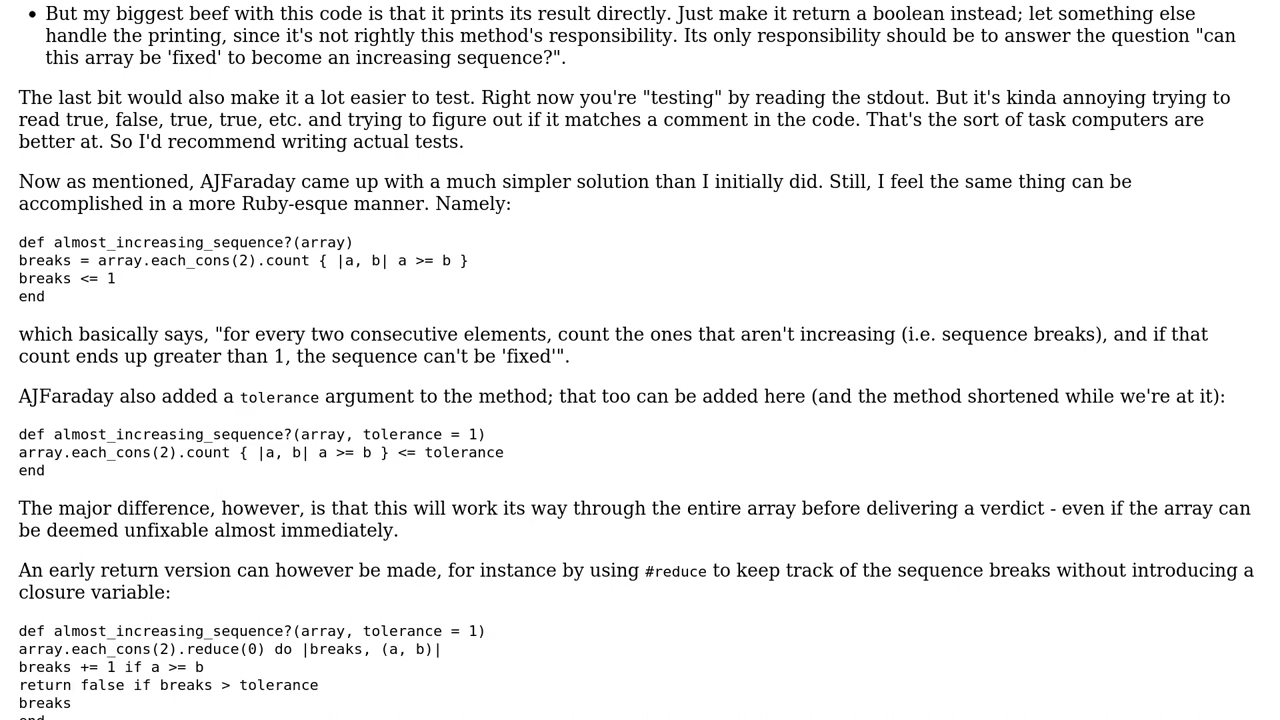 • But my biggest beef with this code is that it prints its result directly. Just make it return a boolean instead; let something else
handle the printing, since it's not rightly this method's responsibility. Its only responsibility should be to answer the question "can
this array be 'fixed' to become an increasing sequence?".
The last bit would also make it a lot easier to test. Right now you're "testing" by reading the stdout. But it's kinda annoying trying to
read true, false, true, true, etc. and trying to figure out if it matches a comment in the code. That's the sort of task computers are
better at. So I'd recommend writing actual tests.
Now as mentioned, AJFaraday came up with a much simpler solution than I initially did. Still, I feel the same thing can be
accomplished in a more Ruby-esque manner. Namely:
def almost_increasing_sequence?(array)
breaks = array.each_cons(2).count { |a, b| a >= b }
breaks <= 1
end
which basically says, "for every two consecutive elements, count the ones that aren't increasing (i.e. sequence breaks), and if that
count ends up greater than 1, the sequence can't be 'fixed'".
AJFaraday also added a tolerance argument to the method; that too can be added here (and the method shortened while we're at it):
def almost_increasing_sequence?(array, tolerance = 1)
array.each_cons(2).count { |a, b| a >= b } <= tolerance
end
The major difference, however, is that this will work its way through the entire array before delivering a verdict - even if the array can
be deemed unfixable almost immediately.
An early return version can however be made, for instance by using #reduce to keep track of the sequence breaks without introducing a
closure variable:
def almost_increasing_sequence?(array, tolerance = 1)
array.each_cons(2).reduce(0) do |breaks, (a, b)|
breaks += 1 if a >= b
return false if breaks > tolerance
breaks
end